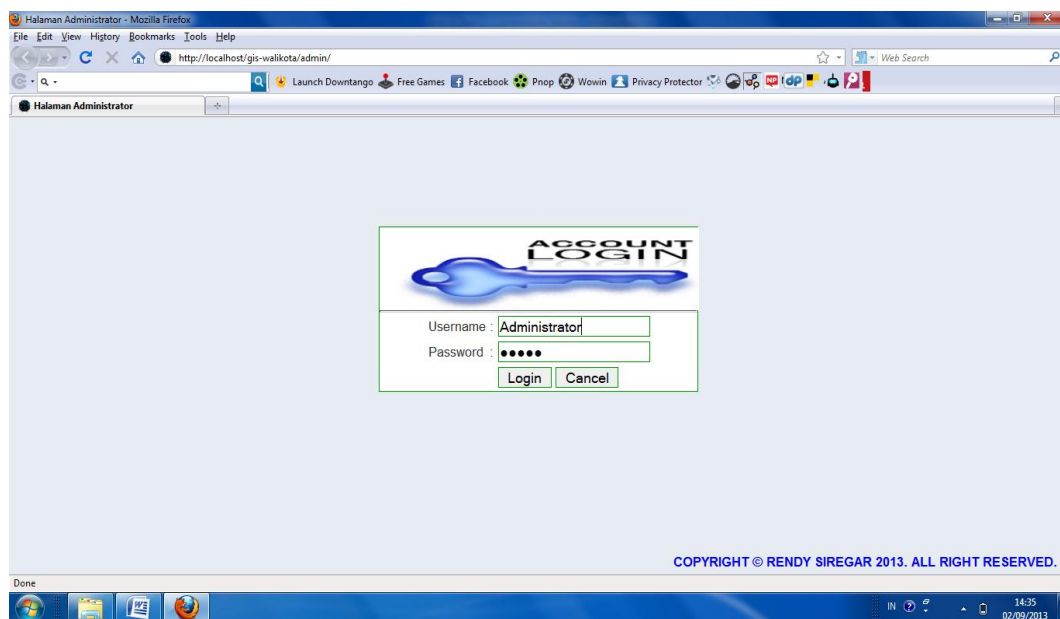 Halaman Administrator - Mozilla Firefox
File Edit View History Bookmarks Tools Help
http://localhost/gis-walikota/admin/
Web Search
Launch Downtango Free Games Facebook Pnop Wowin Privacy Protector NP dp
Halaman Administrator
ACCOUNT
LOGIN
Username : Administrator
Password : ●●●●●
Login Cancel
COPYRIGHT © RENDY SIREGAR 2013. ALL RIGHT RESERVED.
Done
IN 14:35
02/09/2013